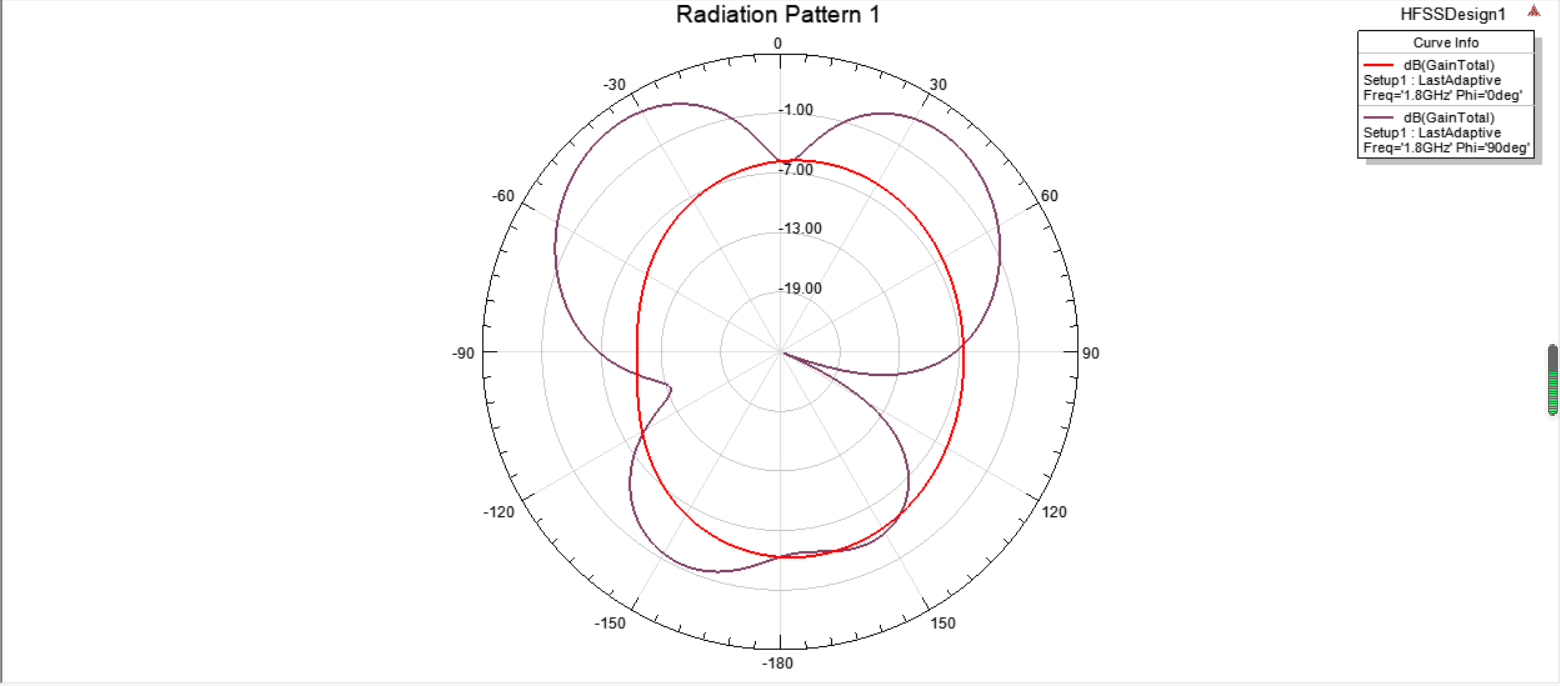 Radiation Pattern 1
HFSSDesign1
Curve Info
dB(GainTotal)
Setup1 : LastAdaptive
Freq='1.8GHz' Phi='0deg'
dB(GainTotal)
Setup1 : LastAdaptive
Freq='1.8GHz' Phi='90deg'
0
-30
30
-1.00
-60
60
-7.00
-13.00
-19.00
-90
90
-120
120
-150
150
-180